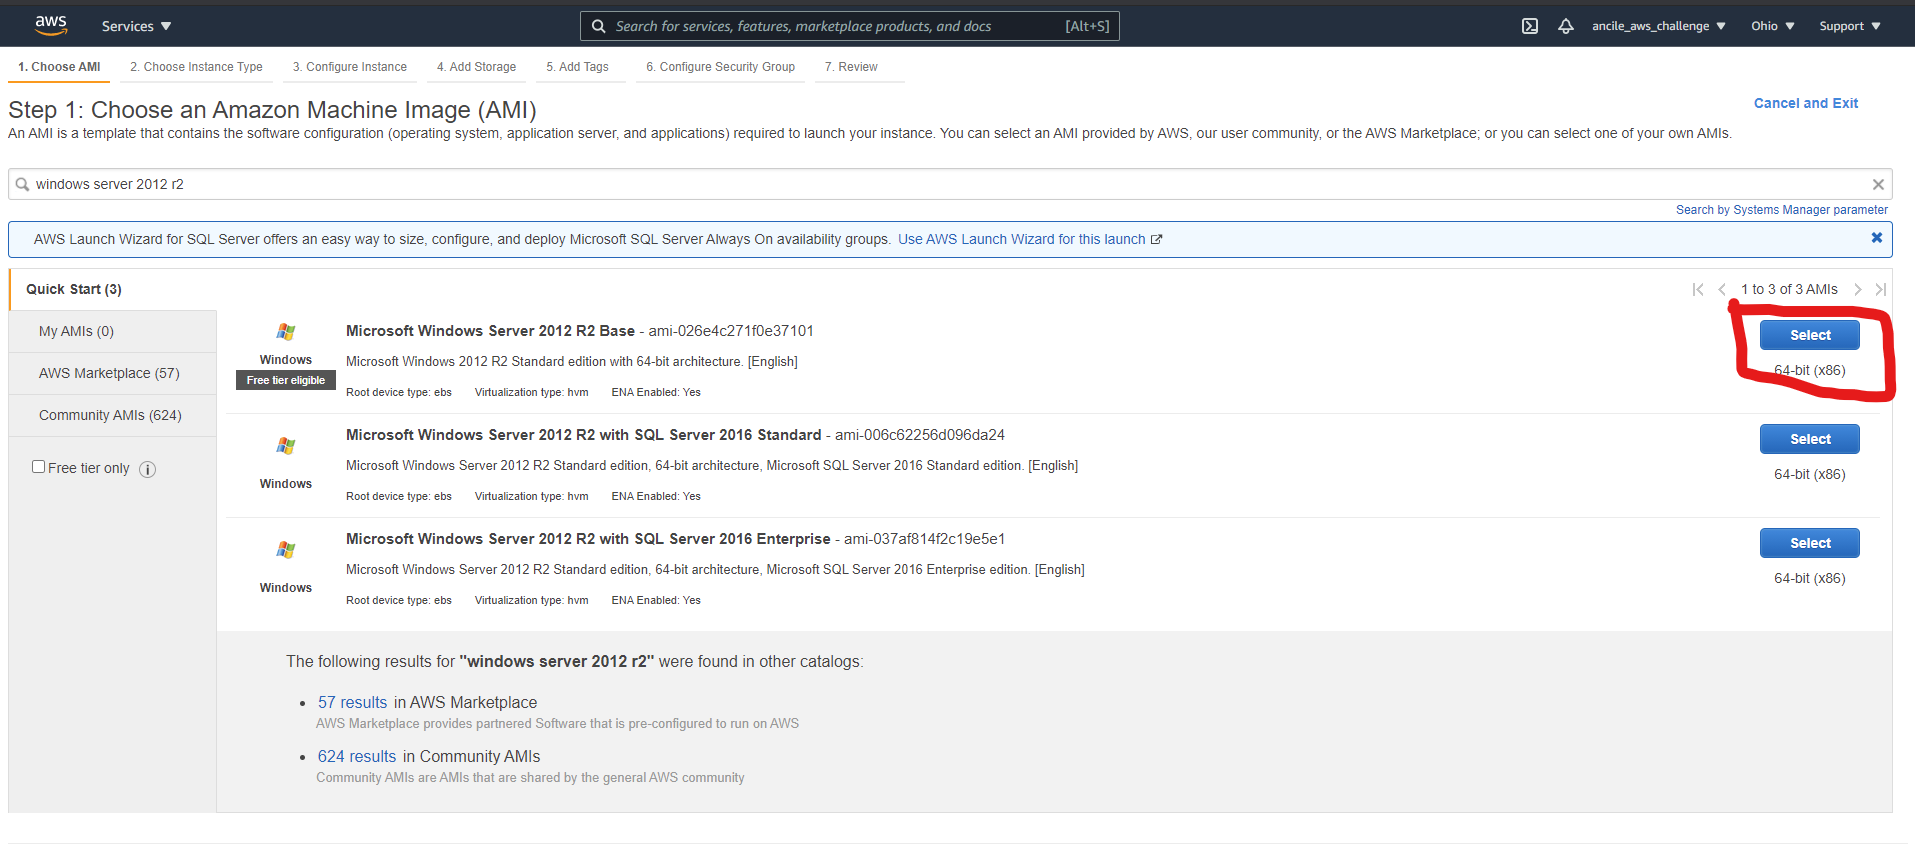 aws Services Search for services, features, marketplace products, and docs [Alt+S] ancile_aws_challenge Ohio Support
1. Choose AMI 2. Choose Instance Type 3. Configure Instance 4. Add Storage 5. Add Tags 6. Configure Security Group 7. Review
Step 1: Choose an Amazon Machine Image (AMI)
Cancel and Exit
An AMI is a template that contains the software configuration (operating system, application server, and applications) required to launch your instance. You can select an AMI provided by AWS, our user community, or the AWS Marketplace; or you can select one of your own AMIs.
windows server 2012 r2
Search by Systems Manager parameter
AWS Launch Wizard for SQL Server offers an easy way to size, configure, and deploy Microsoft SQL Server Always On availability groups. Use AWS Launch Wizard for this launch
Quick Start (3)
1 to 3 of 3 AMIs
My AMIs (0)
AWS Marketplace (57)
Community AMIs (624)
Free tier only
Windows
Free tier eligible
Microsoft Windows Server 2012 R2 Base - ami-026e4c271f0e37101
Microsoft Windows 2012 R2 Standard edition with 64-bit architecture. [English]
Root device type: ebs Virtualization type: hvm ENA Enabled: Yes
Select
64-bit (x86)
Windows
Microsoft Windows Server 2012 R2 with SQL Server 2016 Standard - ami-006c62256d096da24
Microsoft Windows Server 2012 R2 Standard edition, 64-bit architecture, Microsoft SQL Server 2016 Standard edition. [English]
Root device type: ebs Virtualization type: hvm ENA Enabled: Yes
Select
64-bit (x86)
Windows
Microsoft Windows Server 2012 R2 with SQL Server 2016 Enterprise - ami-037af814f2c19e5e1
Microsoft Windows Server 2012 R2 Standard edition, 64-bit architecture, Microsoft SQL Server 2016 Enterprise edition. [English]
Root device type: ebs Virtualization type: hvm ENA Enabled: Yes
Select
64-bit (x86)
The following results for "windows server 2012 r2" were found in other catalogs:
57 results in AWS Marketplace
AWS Marketplace provides partnered Software that is pre-configured to run on AWS
624 results in Community AMIs
Community AMIs are AMIs that are shared by the general AWS community